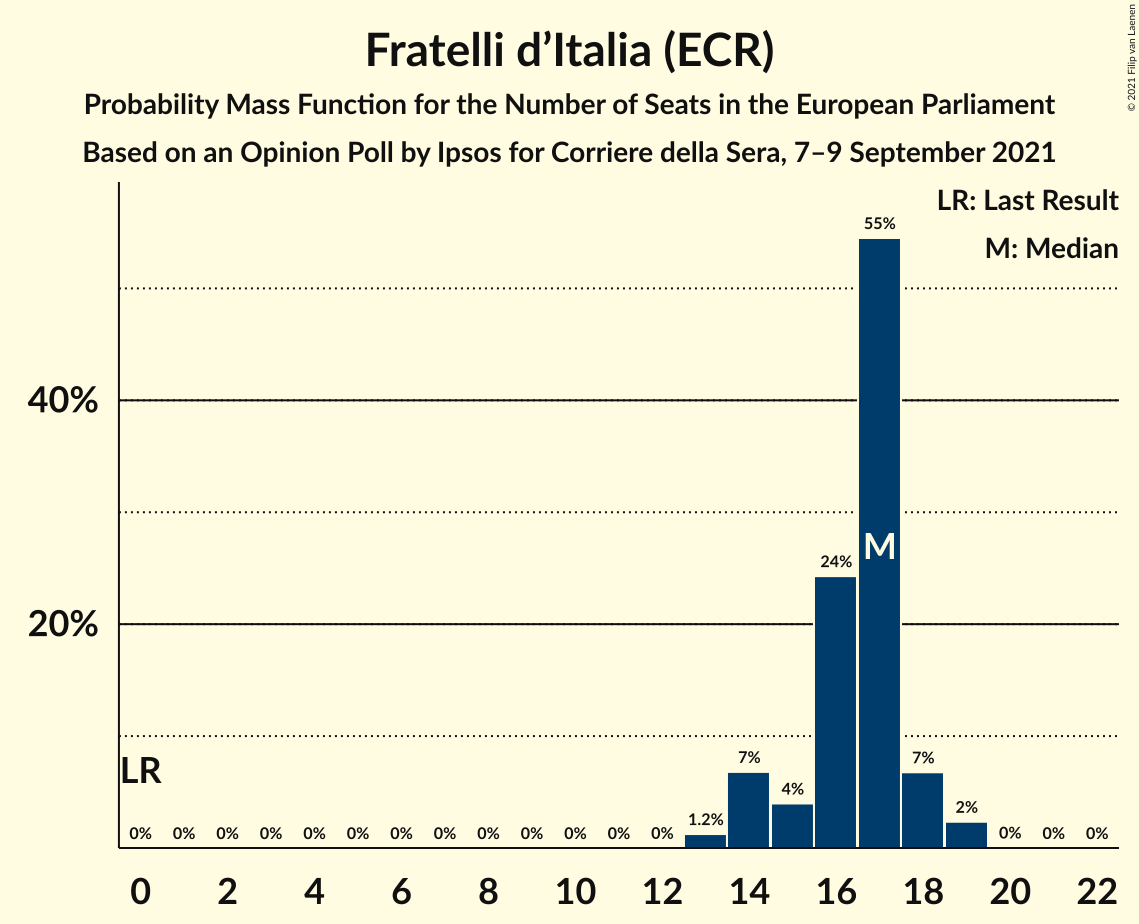 Fratelli d’Italia (ECR)
Probability Mass Function for the Number of Seats in the European Parliament
Based on an Opinion Poll by Ipsos for Corriere della Sera, 7–9 September 2021
© 2021 Filip van Laenen
LR: Last Result
M: Median
55%
40%
24%
M
20%
LR
0% 0% 0% 0% 0% 0% 0% 0% 0% 0% 0% 0% 0% 1.2% 7% 4% 7% 2% 0% 0% 0%
0 2 4 6 8 10 12 14 16 18 20 22